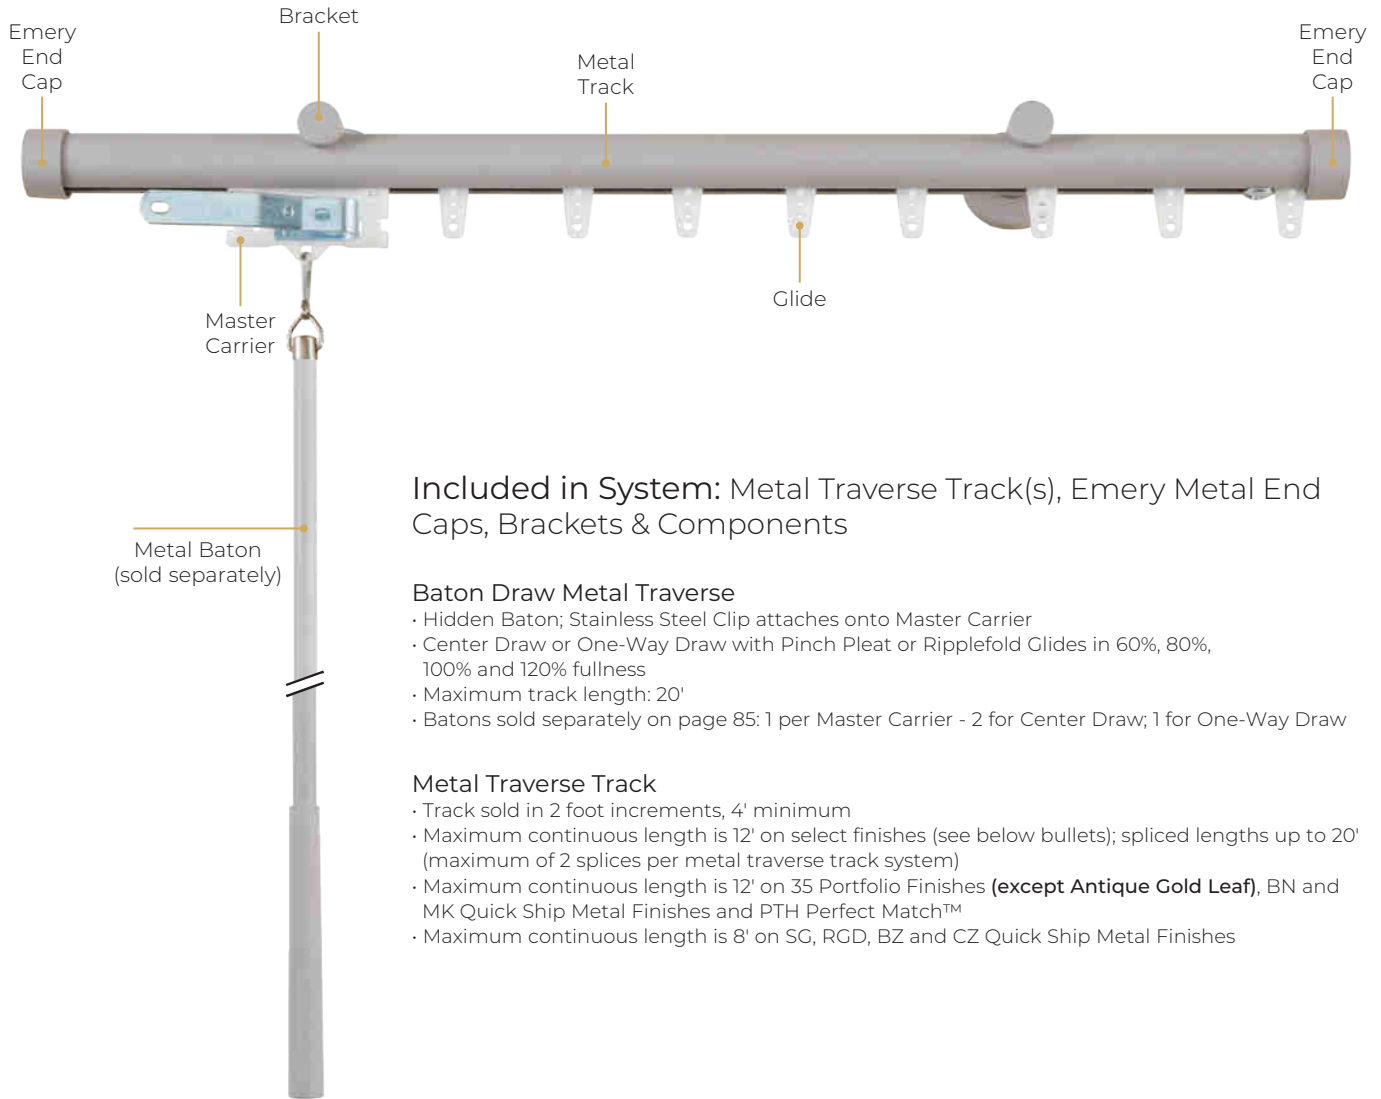 Bracket
Emery
End
Cap
Metal
Track
Emery
End
Cap
Master
Carrier
Glide
Metal Baton
(sold separately)
Included in System: Metal Traverse Track(s), Emery Metal End
Caps, Brackets & Components
Baton Draw Metal Traverse
· Hidden Baton; Stainless Steel Clip attaches onto Master Carrier
· Center Draw or One-Way Draw with Pinch Pleat or Ripplefold Glides in 60%, 80%,
100% and 120% fullness
· Maximum track length: 20'
· Batons sold separately on page 85: 1 per Master Carrier - 2 for Center Draw; 1 for One-Way Draw
Metal Traverse Track
· Track sold in 2 foot increments, 4' minimum
· Maximum continuous length is 12' on select finishes (see below bullets); spliced lengths up to 20'
(maximum of 2 splices per metal traverse track system)
· Maximum continuous length is 12' on 35 Portfolio Finishes (except Antique Gold Leaf), BN and
MK Quick Ship Metal Finishes and PTH Perfect Match™
· Maximum continuous length is 8' on SG, RGD, BZ and CZ Quick Ship Metal Finishes